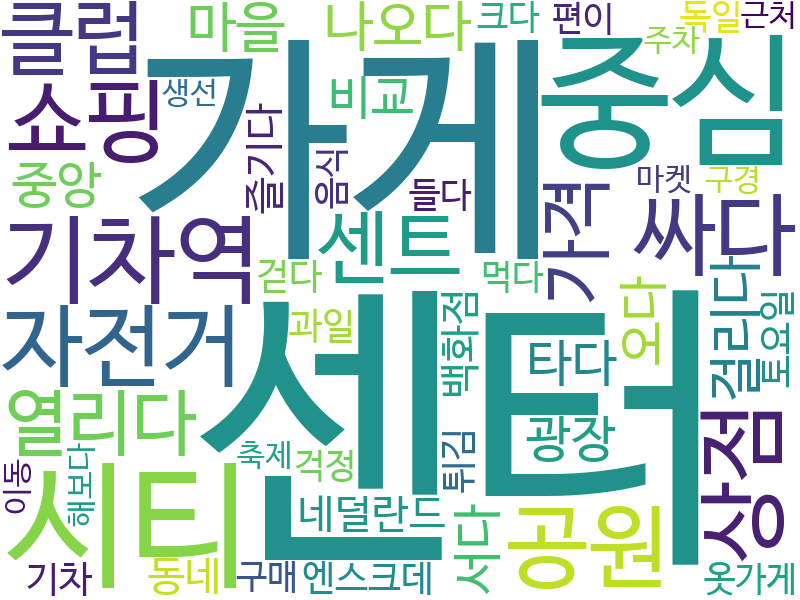 클럽
마을
나오다
크다
편이
독일
근처
주차
가게
중심
쇼핑
생선
비교
즐기다
음식
들다
중앙
마켓
구경
가격
싸다
기차역
센트
걷다
먹다
오다
걸리다
토요일
자전거
과일
백화점
타다
센터
열리다
광장
상점
축제
걱정
튀김
이동
해보다
시티
네덜란드
서다
공원
기차
동네
구매
엔스크데
옷가게